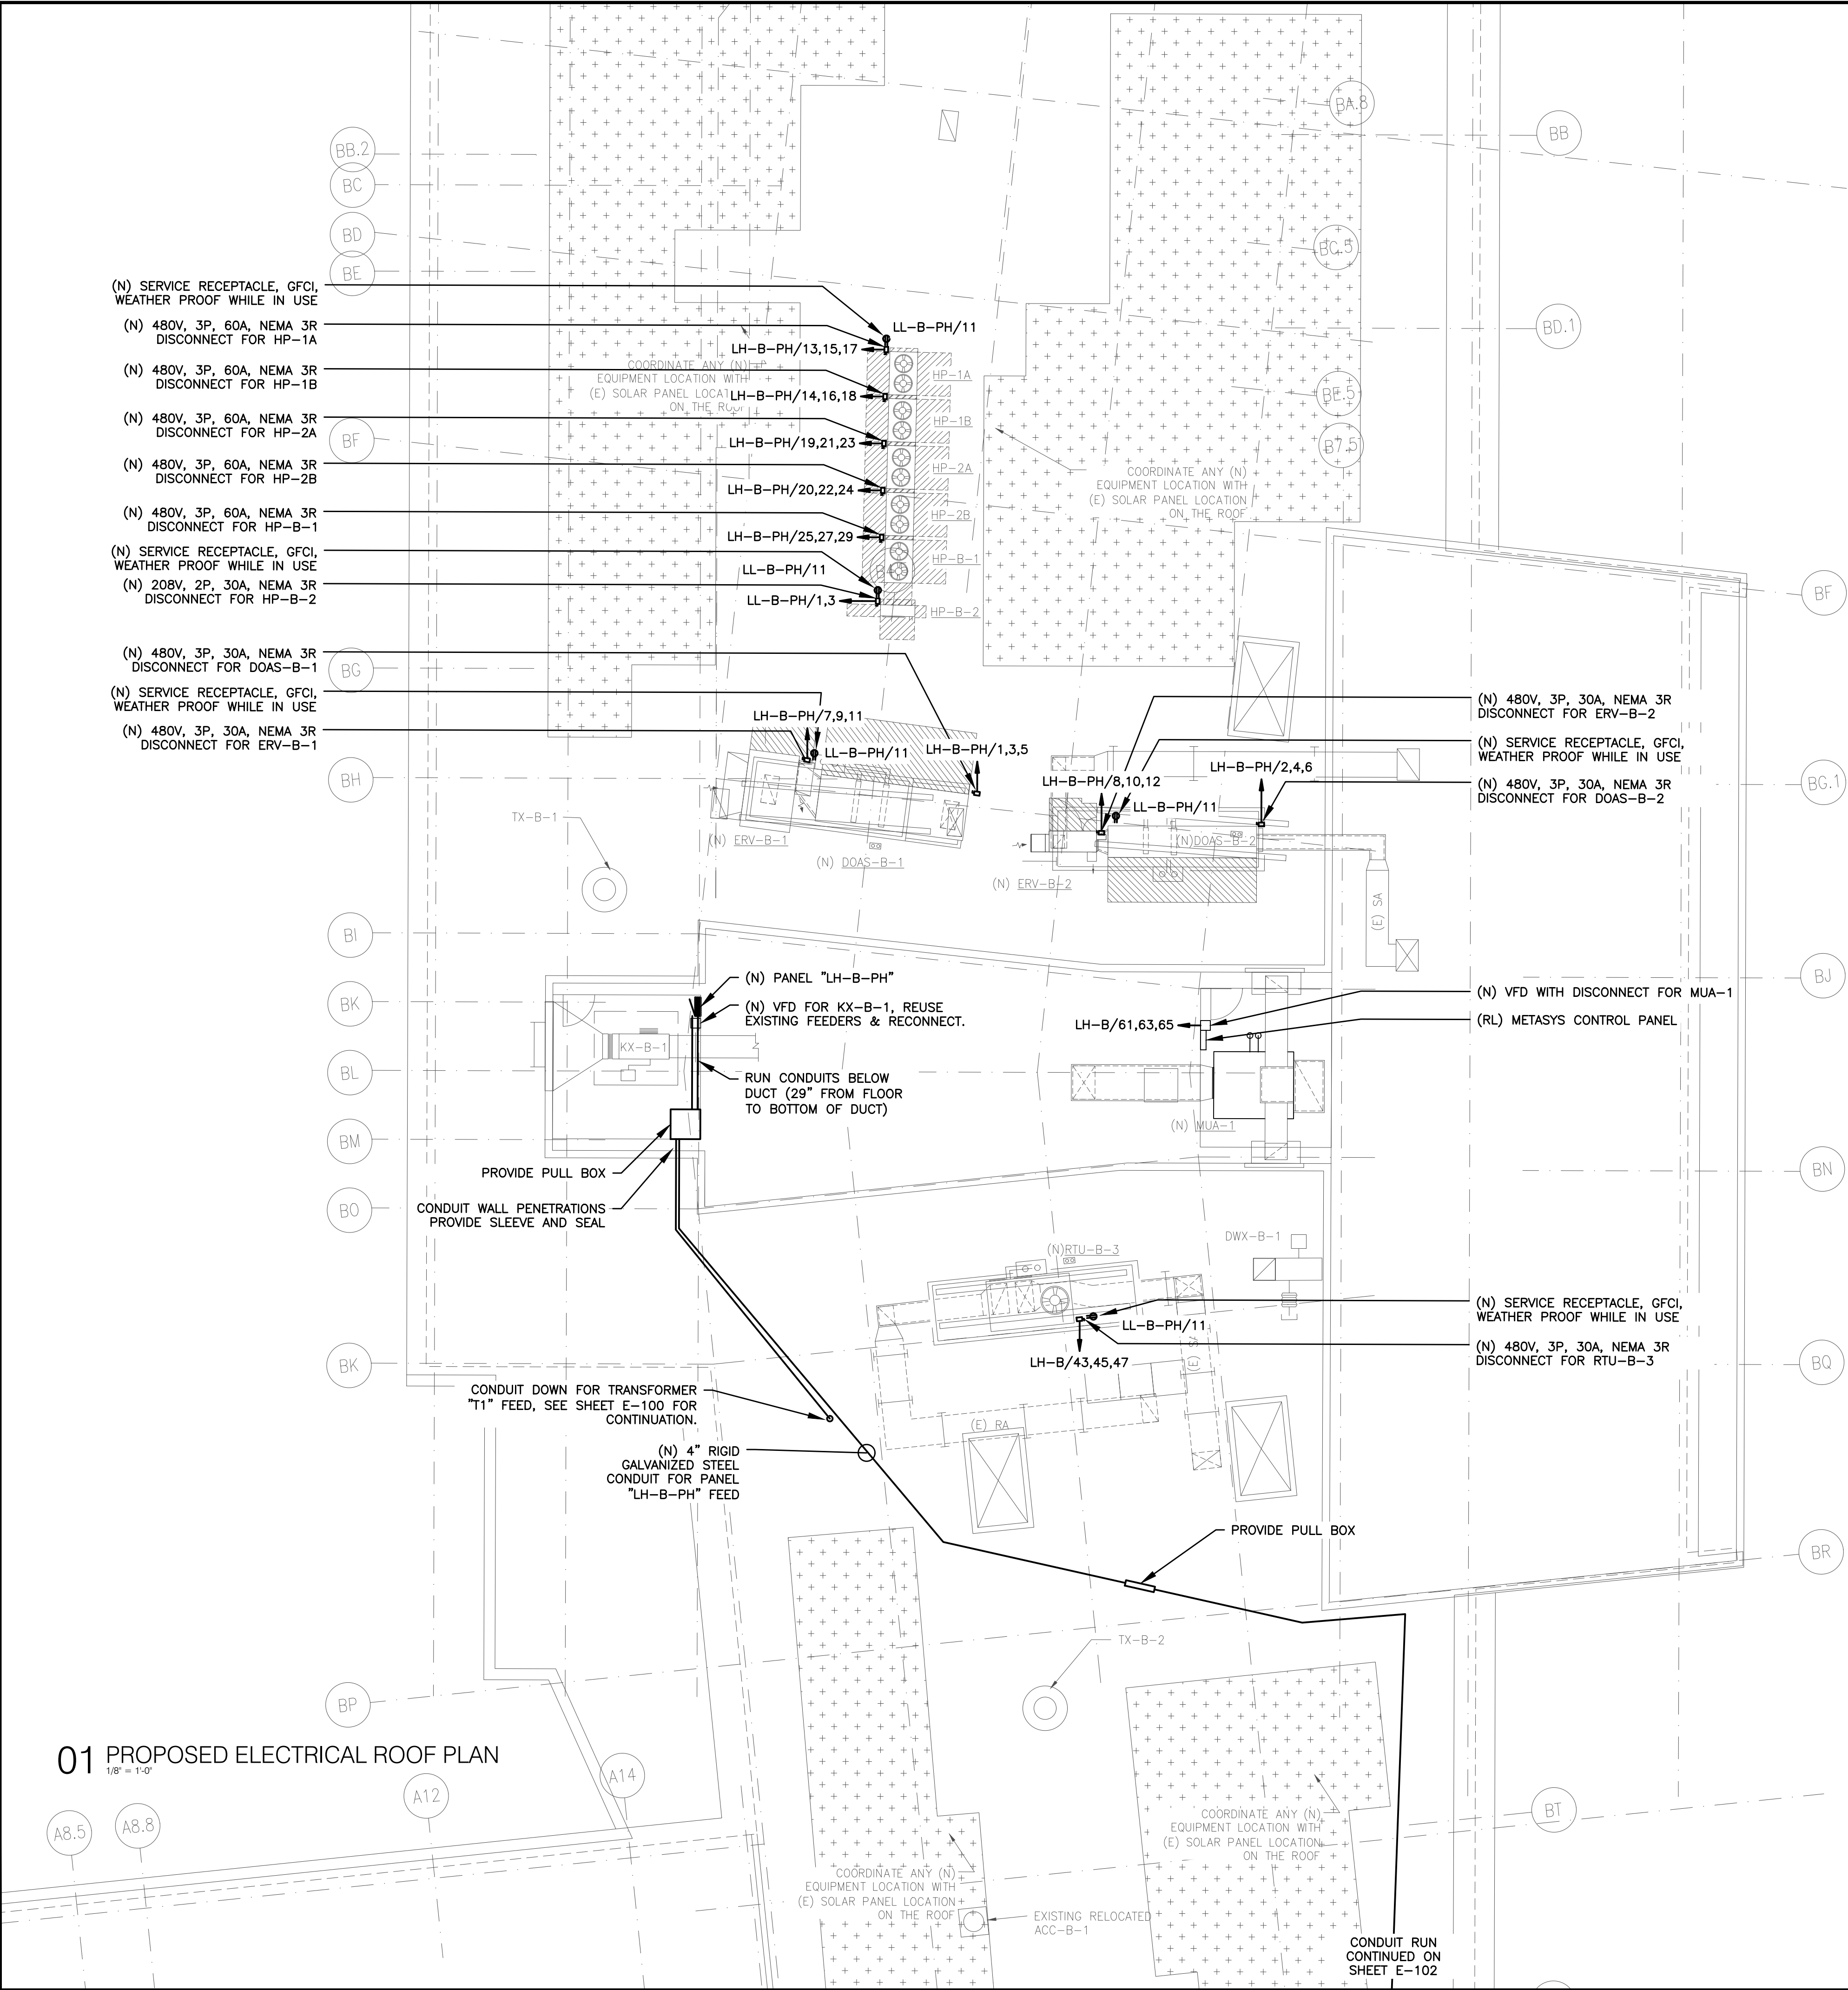 BA.8
BB
BB.2
BC
BD
BC.5
BE
BD.1
BE.5
BF
B7.5
(N) SERVICE RECEPTACLE, GFCI,
WEATHER PROOF WHILE IN USE
(N) 480V, 3P, 60A, NEMA 3R
DISCONNECT FOR HP-1A
(N) 480V, 3P, 60A, NEMA 3R
DISCONNECT FOR HP-1B
(N) 480V, 3P, 60A, NEMA 3R
DISCONNECT FOR HP-2A
(N) 480V, 3P, 60A, NEMA 3R
DISCONNECT FOR HP-2B
(N) 480V, 3P, 60A, NEMA 3R
DISCONNECT FOR HP-B-1
(N) SERVICE RECEPTACLE, GFCI,
WEATHER PROOF WHILE IN USE
(N) 208V, 2P, 30A, NEMA 3R
DISCONNECT FOR HP-B-2
(N) 480V, 3P, 30A, NEMA 3R
DISCONNECT FOR DOAS-B-1
(N) SERVICE RECEPTACLE, GFCI,
WEATHER PROOF WHILE IN USE
(N) 480V, 3P, 30A, NEMA 3R
DISCONNECT FOR ERV-B-1
LL-B-PH/11
LH-B-PH/13,15,17
COORDINATE ANY (N)
EQUIPMENT LOCATION WITH
(E) SOLAR PANEL LOCAT
ON THE ROOF
HP-1A
LH-B-PH/14,16,18
HP-1B
LH-B-PH/19,21,23
HP-2A
LH-B-PH/20,22,24
HP-2B
LH-B-PH/25,27,29
HP-B-1
LL-B-PH/11
LL-B-PH/1,3
HP-B-2
COORDINATE ANY (N)
EQUIPMENT LOCATION WITH
(E) SOLAR PANEL LOCATION
ON THE ROOF
BF
BG
BH
BG.1
LH-B-PH/7,9,11
LL-B-PH/11
LH-B-PH/1,3,5
LH-B-PH/8,10,12
LL-B-PH/11
LH-B-PH/2,4,6
(N) 480V, 3P, 30A, NEMA 3R
DISCONNECT FOR ERV-B-2
(N) SERVICE RECEPTACLE, GFCI,
WEATHER PROOF WHILE IN USE
(N) 480V, 3P, 30A, NEMA 3R
DISCONNECT FOR DOAS-B-2
TX-B-1
(N) ERV-B-1
(N) DOAS-B-1
(N) ERV-B-2
(N)DOAS-B-2
(E) SA
BI
BJ
BK
BL
BM
BN
BO
(N) PANEL "LH-B-PH"
(N) VFD FOR KX-B-1, REUSE
EXISTING FEEDERS & RECONNECT.
KX-B-1
RUN CONDUITS BELOW
DUCT (29" FROM FLOOR
TO BOTTOM OF DUCT)
LH-B/61,63,65
(N) VFD WITH DISCONNECT FOR MUA-1
(RL) METASYS CONTROL PANEL
(N) MUA-1
PROVIDE PULL BOX
CONDUIT WALL PENETRATIONS
PROVIDE SLEEVE AND SEAL
DWX-B-1
(N)RTU-B-3
LL-B-PH/11
LH-B/43,45,47
(E) SA
(E) RA
(N) SERVICE RECEPTACLE, GFCI,
WEATHER PROOF WHILE IN USE
(N) 480V, 3P, 30A, NEMA 3R
DISCONNECT FOR RTU-B-3
BK
BQ
CONDUIT DOWN FOR TRANSFORMER
"T1" FEED, SEE SHEET E-100 FOR
CONTINUATION.
(N) 4" RIGID
GALVANIZED STEEL
CONDUIT FOR PANEL
"LH-B-PH" FEED
PROVIDE PULL BOX
BR
TX-B-2
BP
01 PROPOSED ELECTRICAL ROOF PLAN
1/8" = 1'-0"
A8.5
A8.8
A12
A14
BT
COORDINATE ANY (N)
EQUIPMENT LOCATION WITH
(E) SOLAR PANEL LOCATION
ON THE ROOF
COORDINATE ANY (N)
EQUIPMENT LOCATION WITH
(E) SOLAR PANEL LOCATION
ON THE ROOF
EXISTING RELOCATED
ACC-B-1
CONDUIT RUN
CONTINUED ON
SHEET E-102